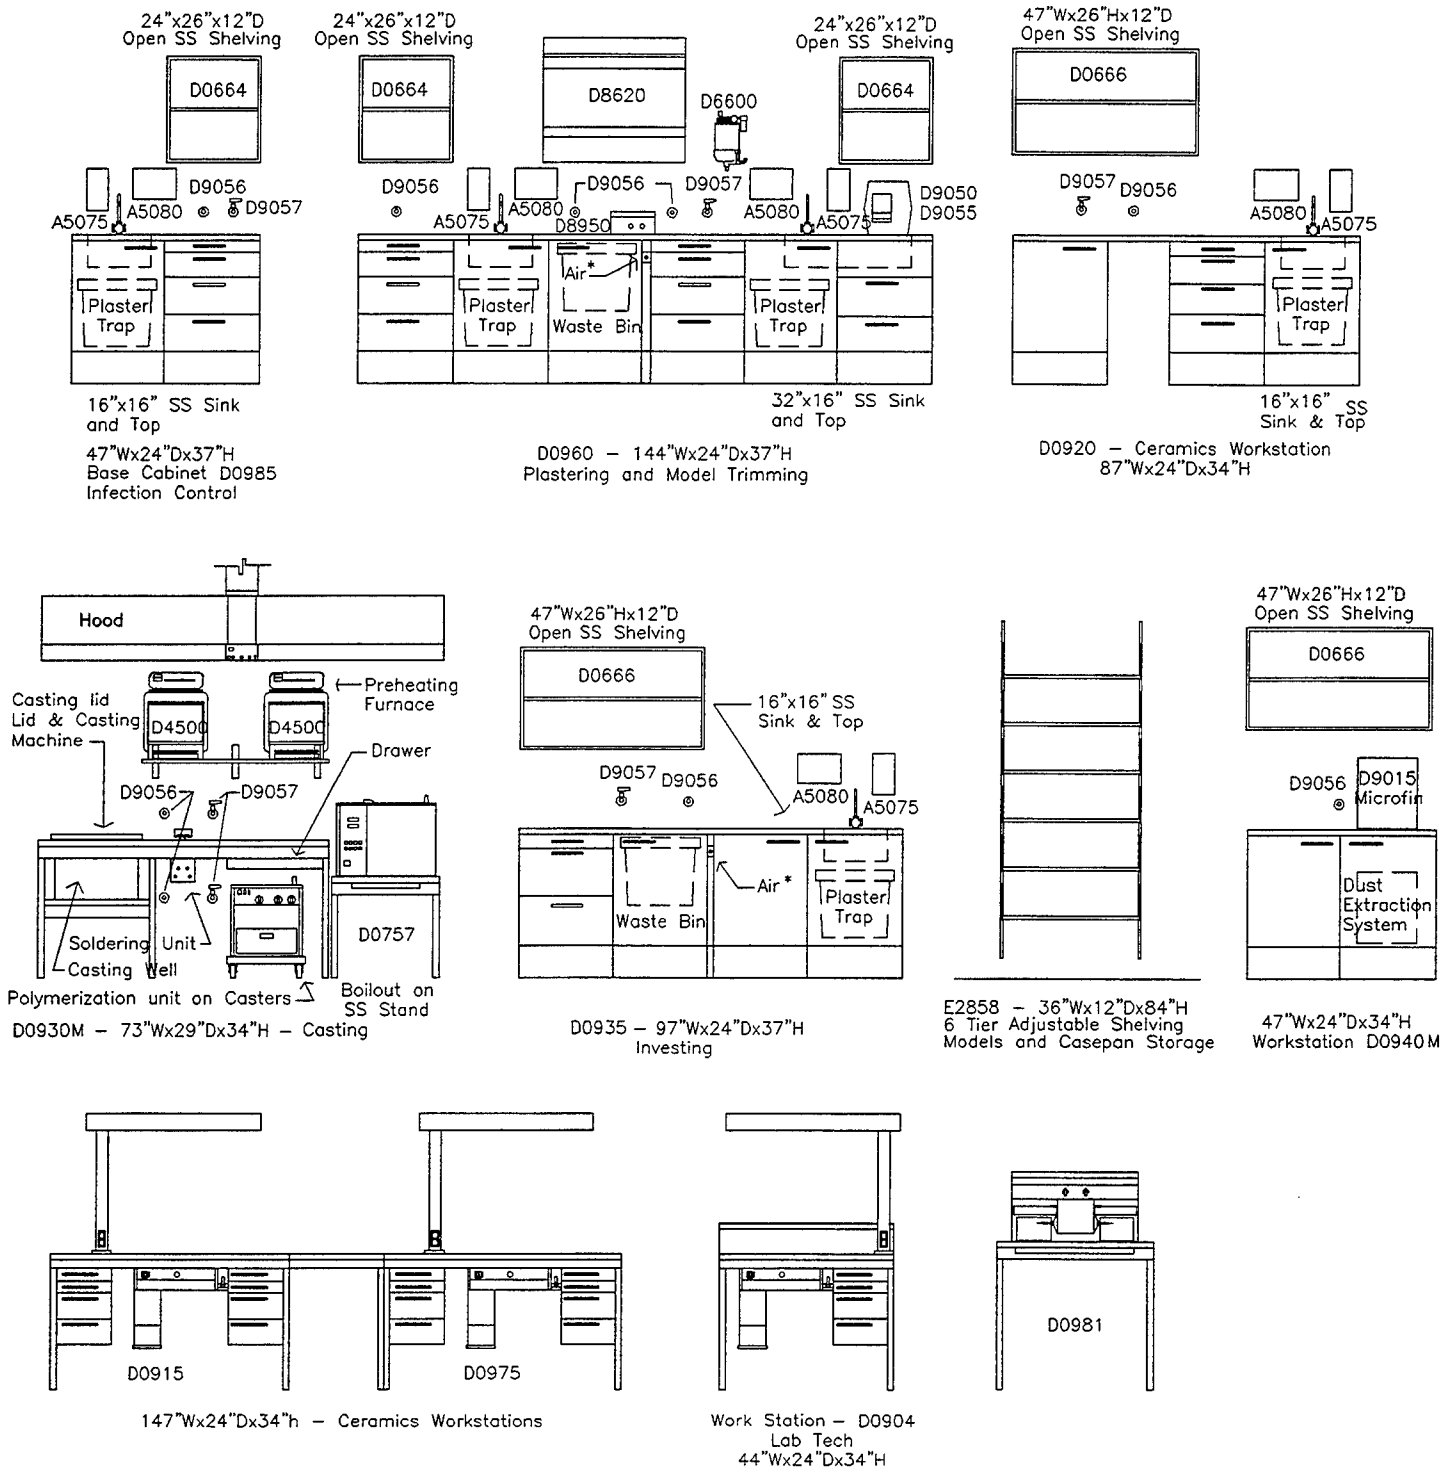 24"x26"x12"D
Open SS Shelving
D0664
D9056
D9057
A5075
A5080
Plaster
Trap
16"x16" SS Sink
and Top
47"Wx24"Dx37"H
Base Cabinet D0985
Infection Control
24"x26"x12"D
Open SS Shelving
D0664
D8620
D6600
24"x26"x12"D
Open SS Shelving
D0664
D9056
D9056
D9057
D9050
D9055
A5075
A5080
D8950
A5080
A5075
Air*
Plaster
Trap
Waste Bin
Plaster
Trap
32"x16" SS Sink
and Top
D0960 - 144"Wx24"Dx37"H
Plastering and Model Trimming
47"Wx26"Hx12"D
Open SS Shelving
D0666
D9057
D9056
A5080
A5075
Plaster
Trap
16"x16" SS
Sink & Top
D0920 - Ceramics Workstation
87"Wx24"Dx34"H
Hood
Casting lid
Lid & Casting
Machine
D4500
D4500
Preheating
Furnace
Drawer
D9056
D9057
Soldering Unit
Casting Well
Polymerization unit on Casters
D0757
Boilout on
SS Stand
D0930M - 73"Wx29"Dx34"H - Casting
47"Wx26"Hx12"D
Open SS Shelving
D0666
16"x16" SS
Sink & Top
D9057
D9056
A5080
A5075
Waste Bin
Air*
Plaster
Trap
D0935 - 97"Wx24"Dx37"H
Investing
E2858 - 36"Wx12"Dx84"H
6 Tier Adjustable Shelving
Models and Casepan Storage
47"Wx26"Hx12"D
Open SS Shelving
D0666
D9056
D9015
Microfin
Dust
Extraction
System
47"Wx24"Dx34"H
Workstation D0940M
D0915
D0975
147"Wx24"Dx34"h - Ceramics Workstations
Work Station - D0904
Lab Tech
44"Wx24"Dx34"H
D0981